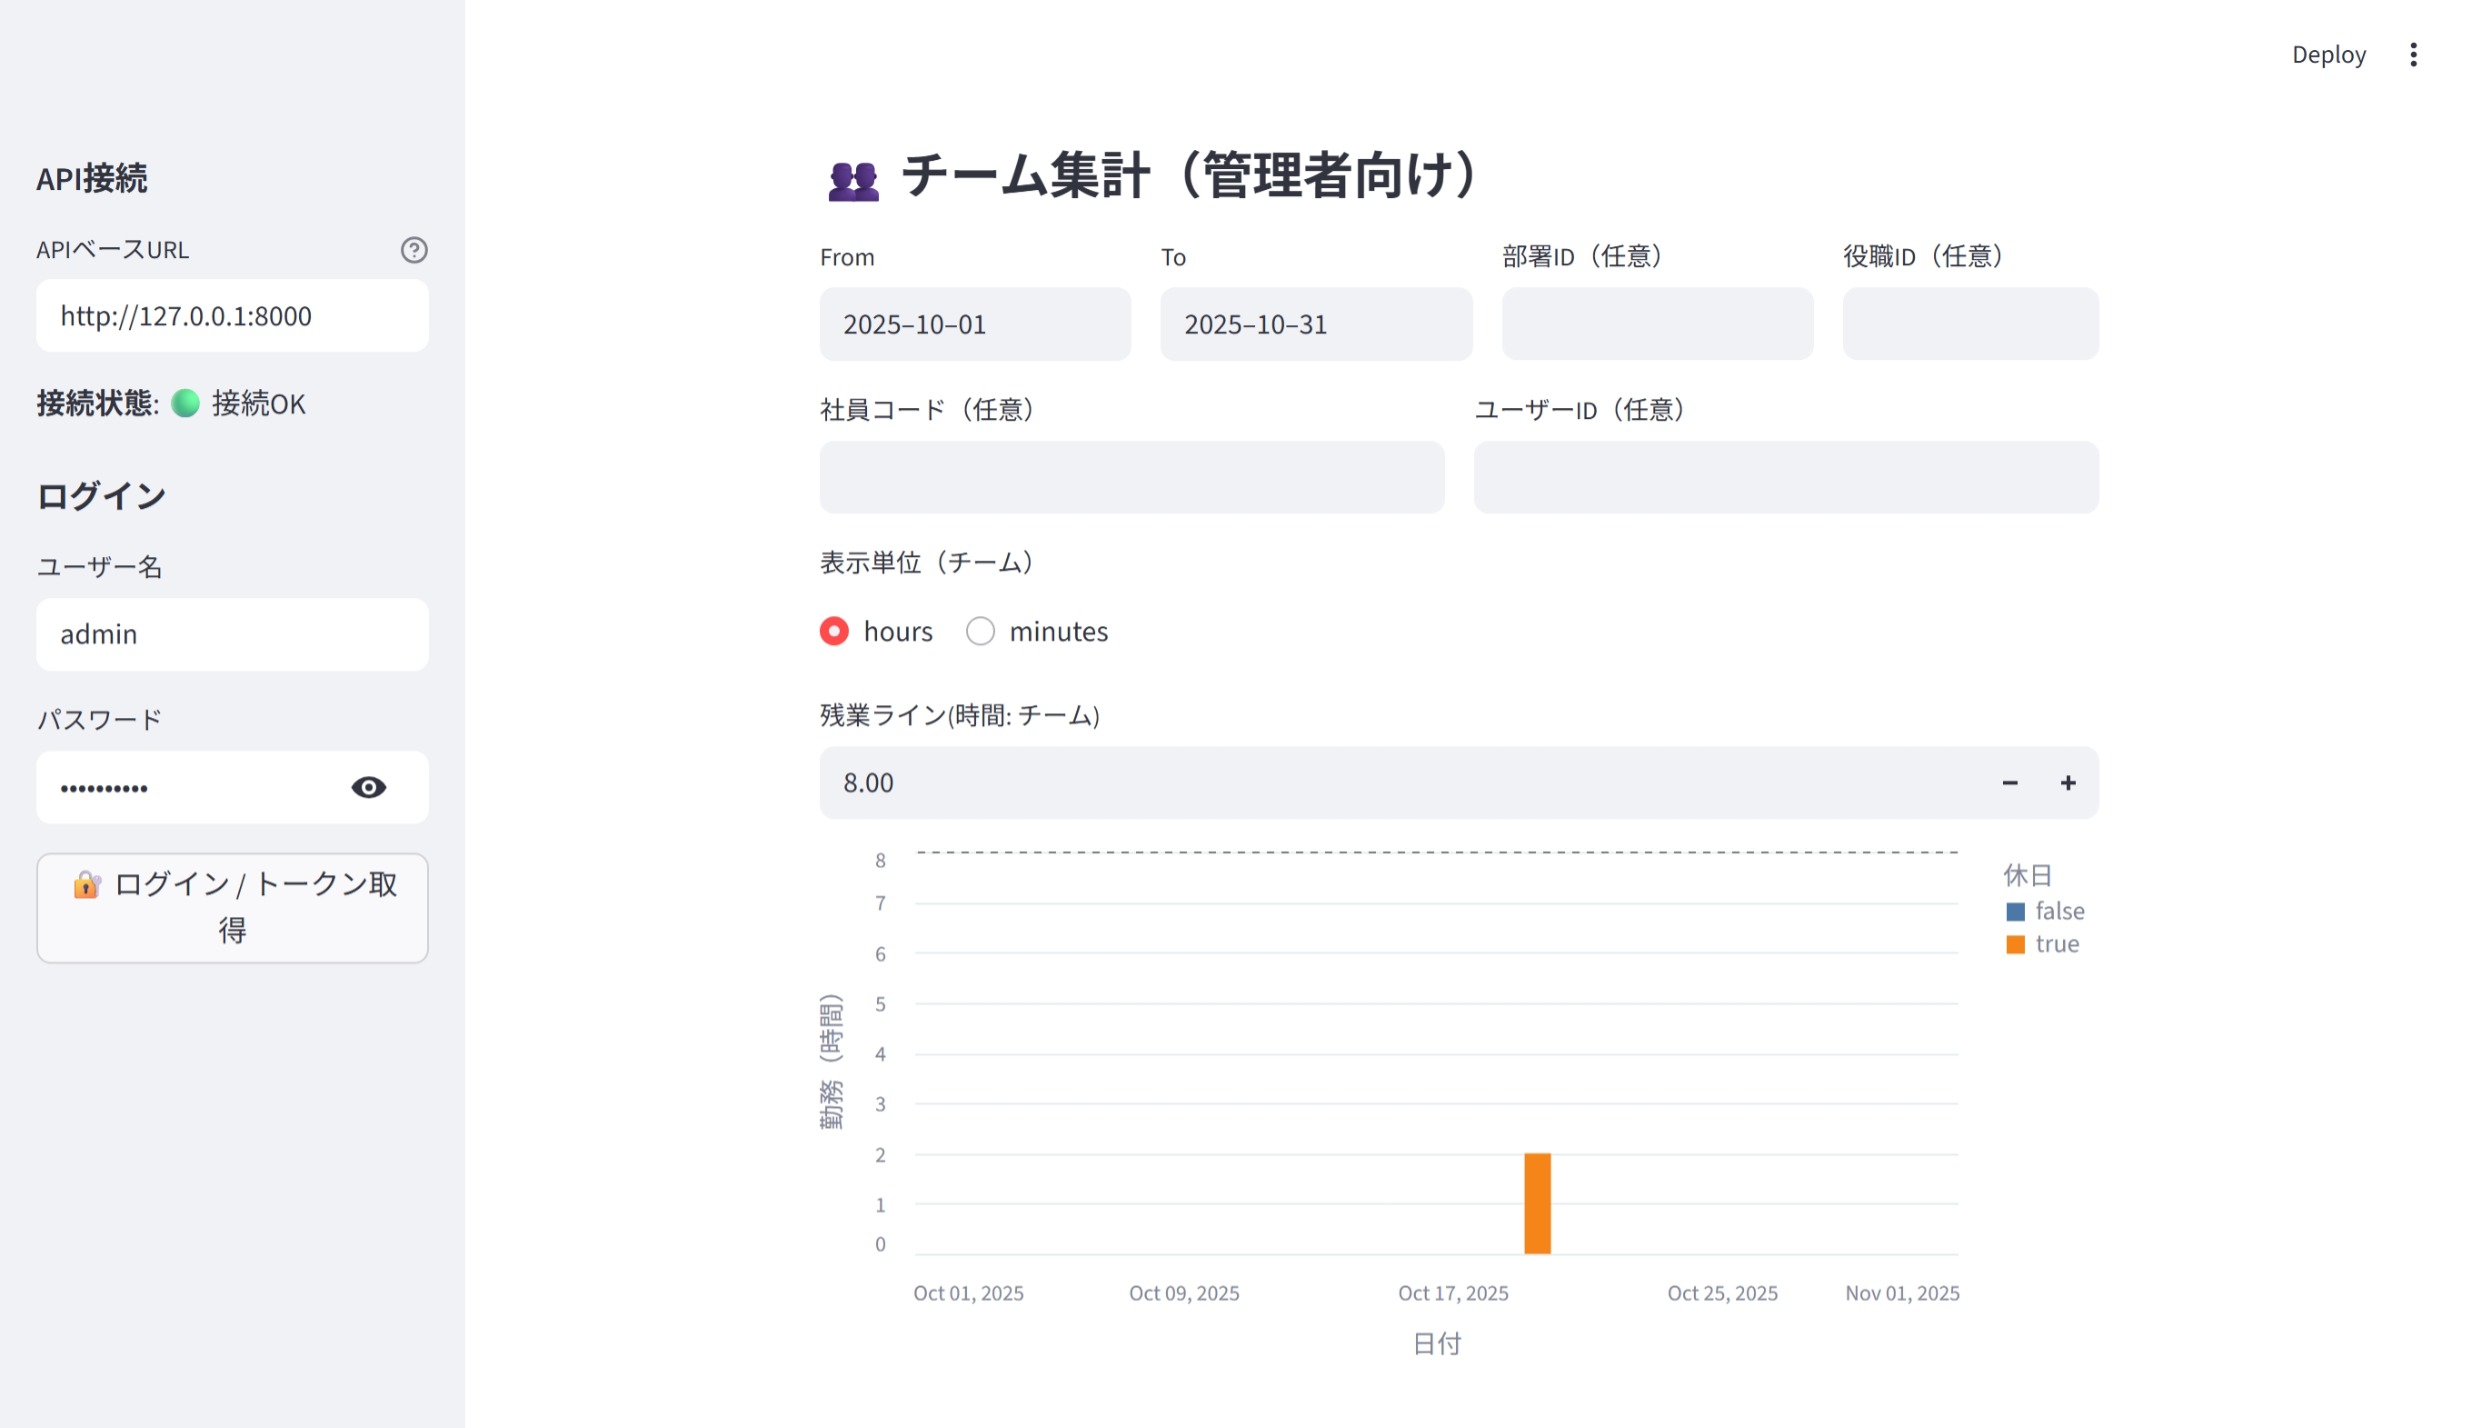 Deploy
API接続
APIベースURL
http://127.0.0.1:8000
接続状態: 接続OK
ログイン
ユーザー名
admin
パスワード
••••••••••
ログイン / トークン取
得
チーム集計（管理者向け）
From To 部署ID（任意） 役職ID（任意）
2025–10–01 2025–10–31
社員コード（任意） ユーザーID（任意）
表示単位（チーム）
hours minutes
残業ライン(時間: チーム)
8.00
8
7
6
5
4
3
2
1
0
勤務（時間）
Oct 01, 2025 Oct 09, 2025 Oct 17, 2025 Oct 25, 2025 Nov 01, 2025
日付
休日
false
true